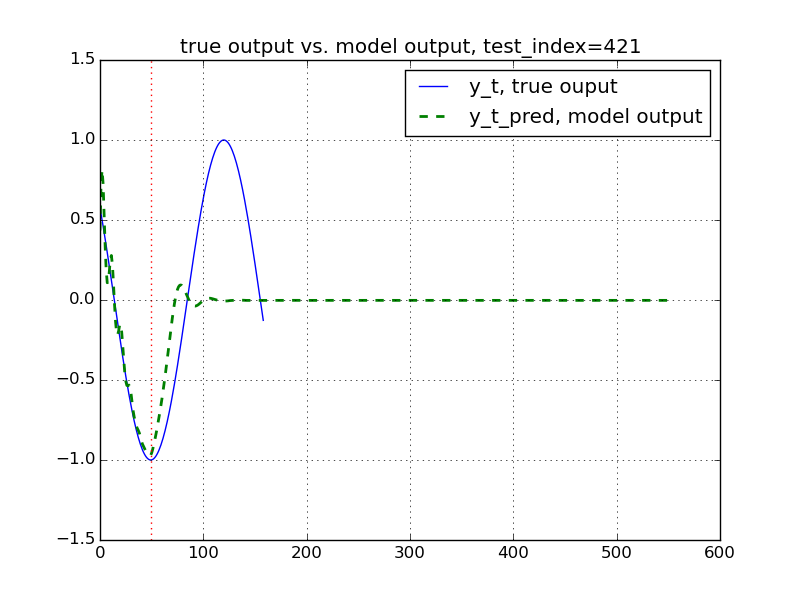 true output vs. model output, test_index=421
y_t, true ouput
y_t_pred, model output
1.5
1.0
0.5
0.0
−0.5
−1.0
−1.5
0 100 200 300 400 500 600